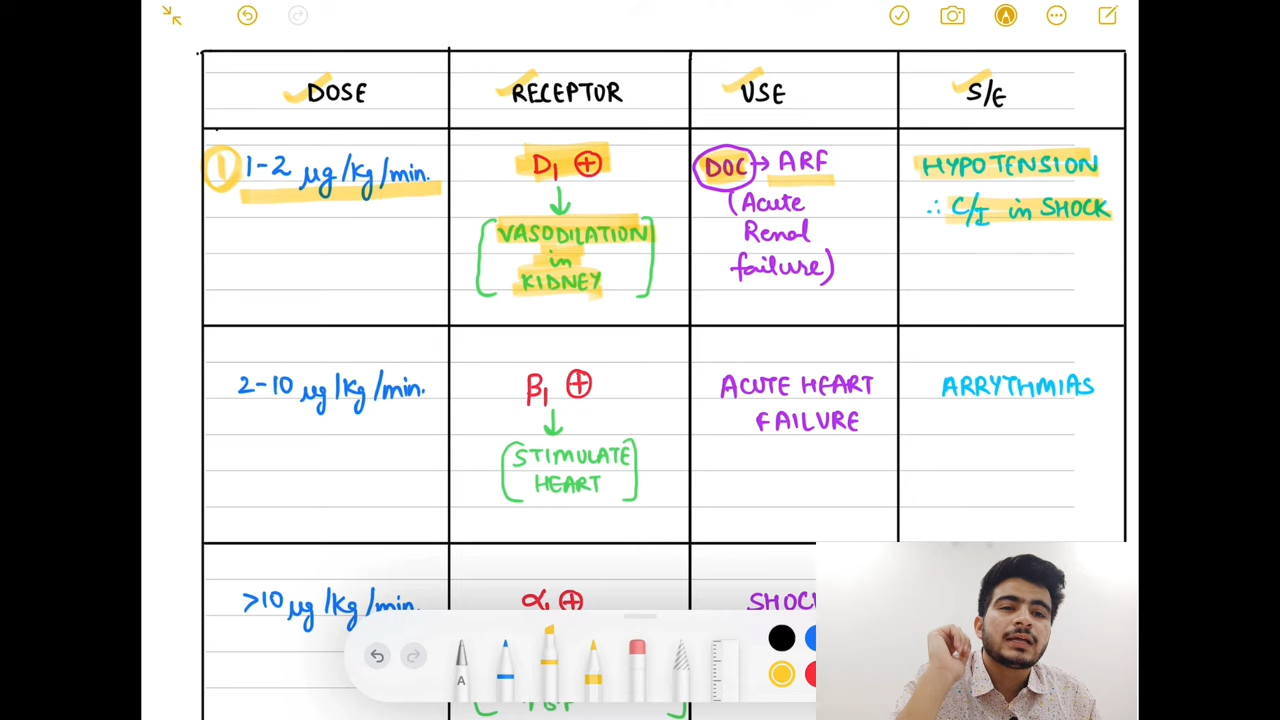 DOSE RECEPTOR USE S/E
① 1-2 µg/kg/min. D₁ ⊕ DOC → ARF HYPOTENSION
(Acute ∴ C/I in SHOCK
↓
[VASODILATION Renal
in failure)
KIDNEY]
2-10 µg/kg/min. β₁ ⊕ ACUTE HEART ARRYTHMIAS
↓ FAILURE
[STIMULATE
HEART]
>10 µg/kg/min. α₁ ⊕ SHOCK
A